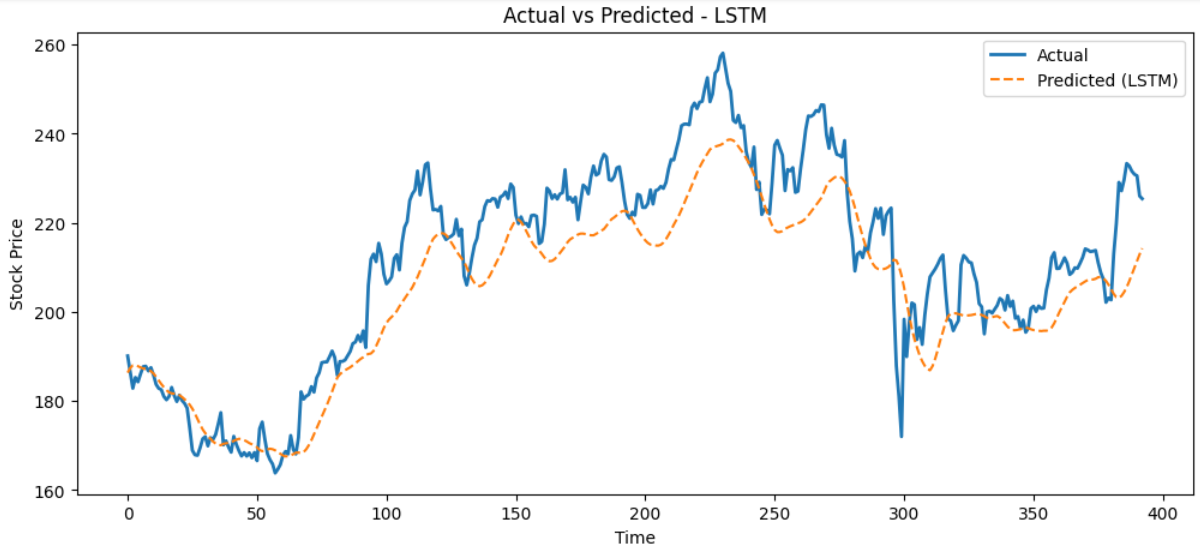 Actual vs Predicted - LSTM
Actual
Predicted (LSTM)
Stock Price
260
240
220
200
180
160
0 50 100 150 200 250 300 350 400
Time